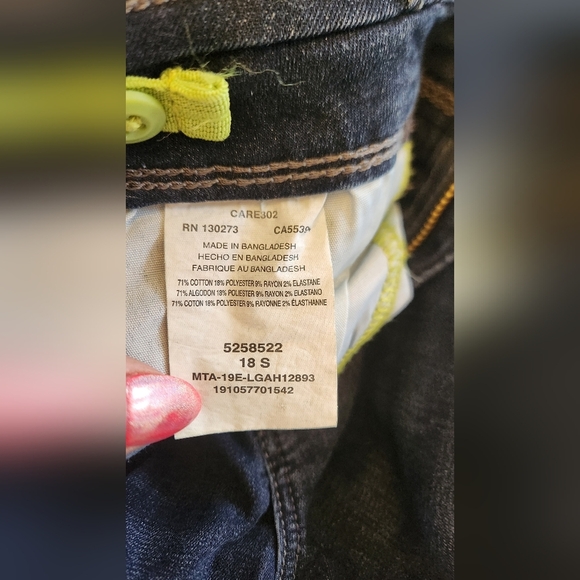 CARE302
RN 130273 CA553
MADE IN BANGLADESH
HECHO EN BANGLADESH
FABRIQUE AU BANGLADESH
71% COTTON 18% POLYESTER 9% RAYON 2% ELASTANE
71% ALGODON 18% POLIESTER 9% RAYON 2% ELASTANO
71% COTON 18% POLYESTER 9% RAYONNE 2% ELASTHANNE
5258522
18 S
MTA-19E-LGAH12893
191057701542